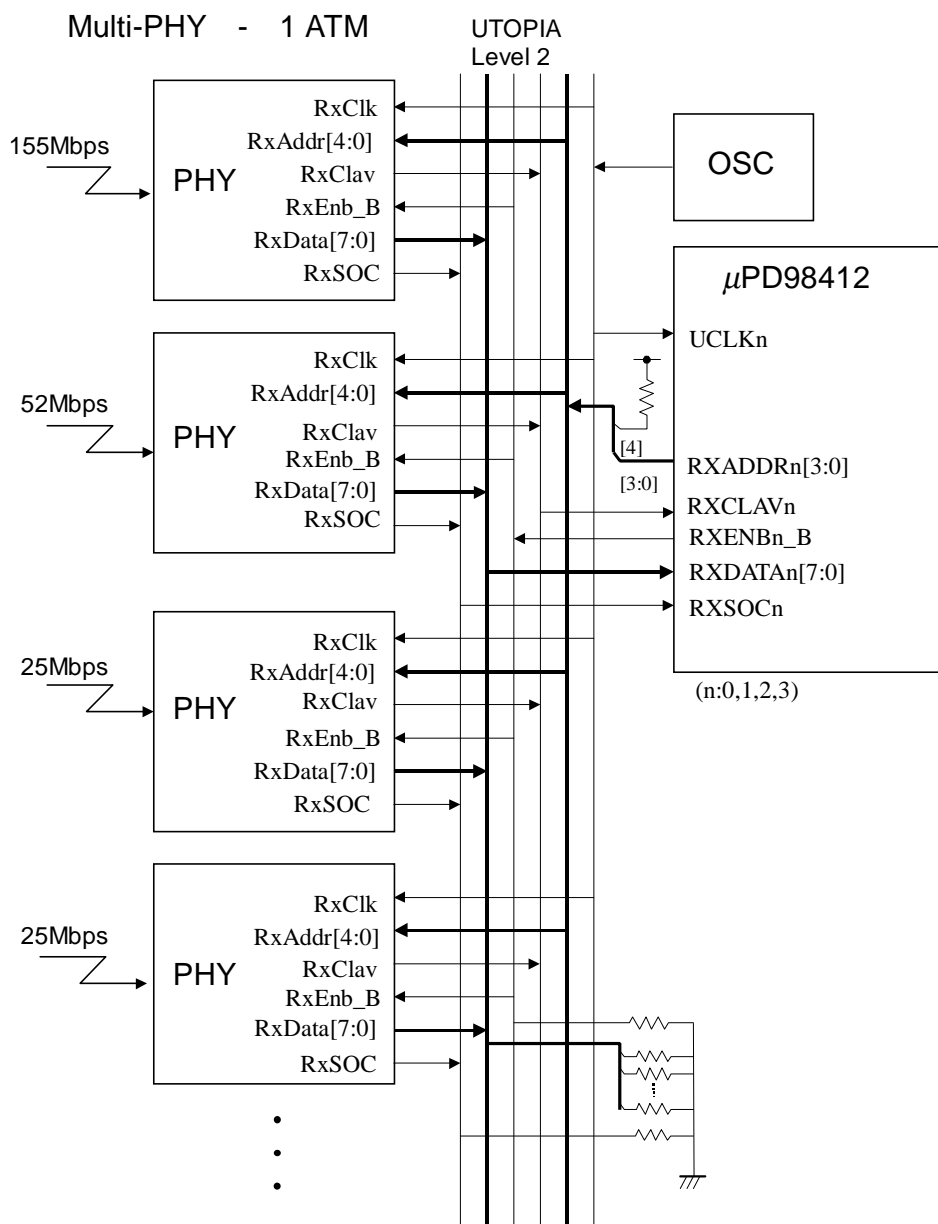 Multi-PHY - 1 ATM
UTOPIA
Level 2
155Mbps
PHY
RxClk
RxAddr[4:0]
RxClav
RxEnb_B
RxData[7:0]
RxSOC
OSC
µPD98412
UCLKn
[4]
[3:0]
RXADDRn[3:0]
RXCLAVn
RXENBn_B
RXDATAn[7:0]
RXSOCn
(n:0,1,2,3)
52Mbps
PHY
RxClk
RxAddr[4:0]
RxClav
RxEnb_B
RxData[7:0]
RxSOC
25Mbps
PHY
RxClk
RxAddr[4:0]
RxClav
RxEnb_B
RxData[7:0]
RxSOC
25Mbps
PHY
RxClk
RxAddr[4:0]
RxClav
RxEnb_B
RxData[7:0]
RxSOC